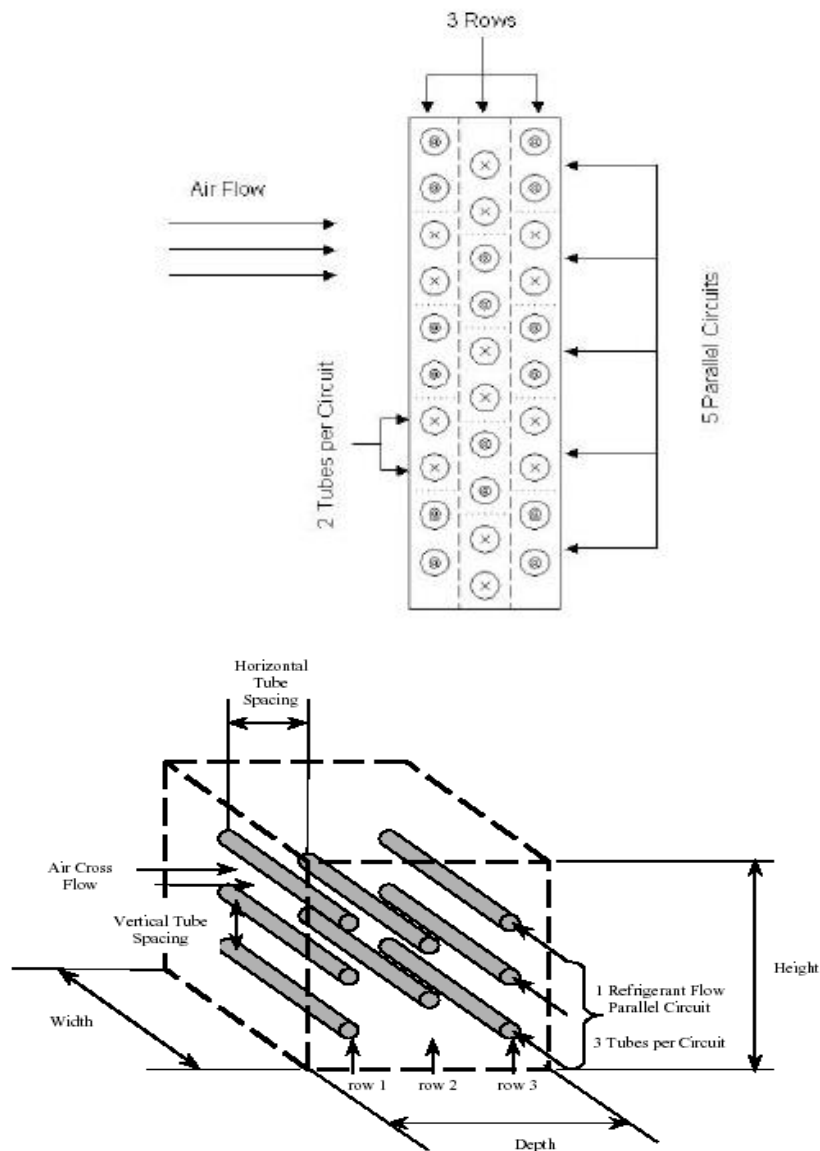 3 Rows
Air Flow
2 Tubes per Circuit
5 Parallel Circuits
Horizontal
Tube
Spacing
Air Cross
Flow
Vertical Tube
Spacing
Width
1 Refrigerant Flow
Parallel Circuit
3 Tubes per Circuit
Height
row 1
row 2
row 3
Depth